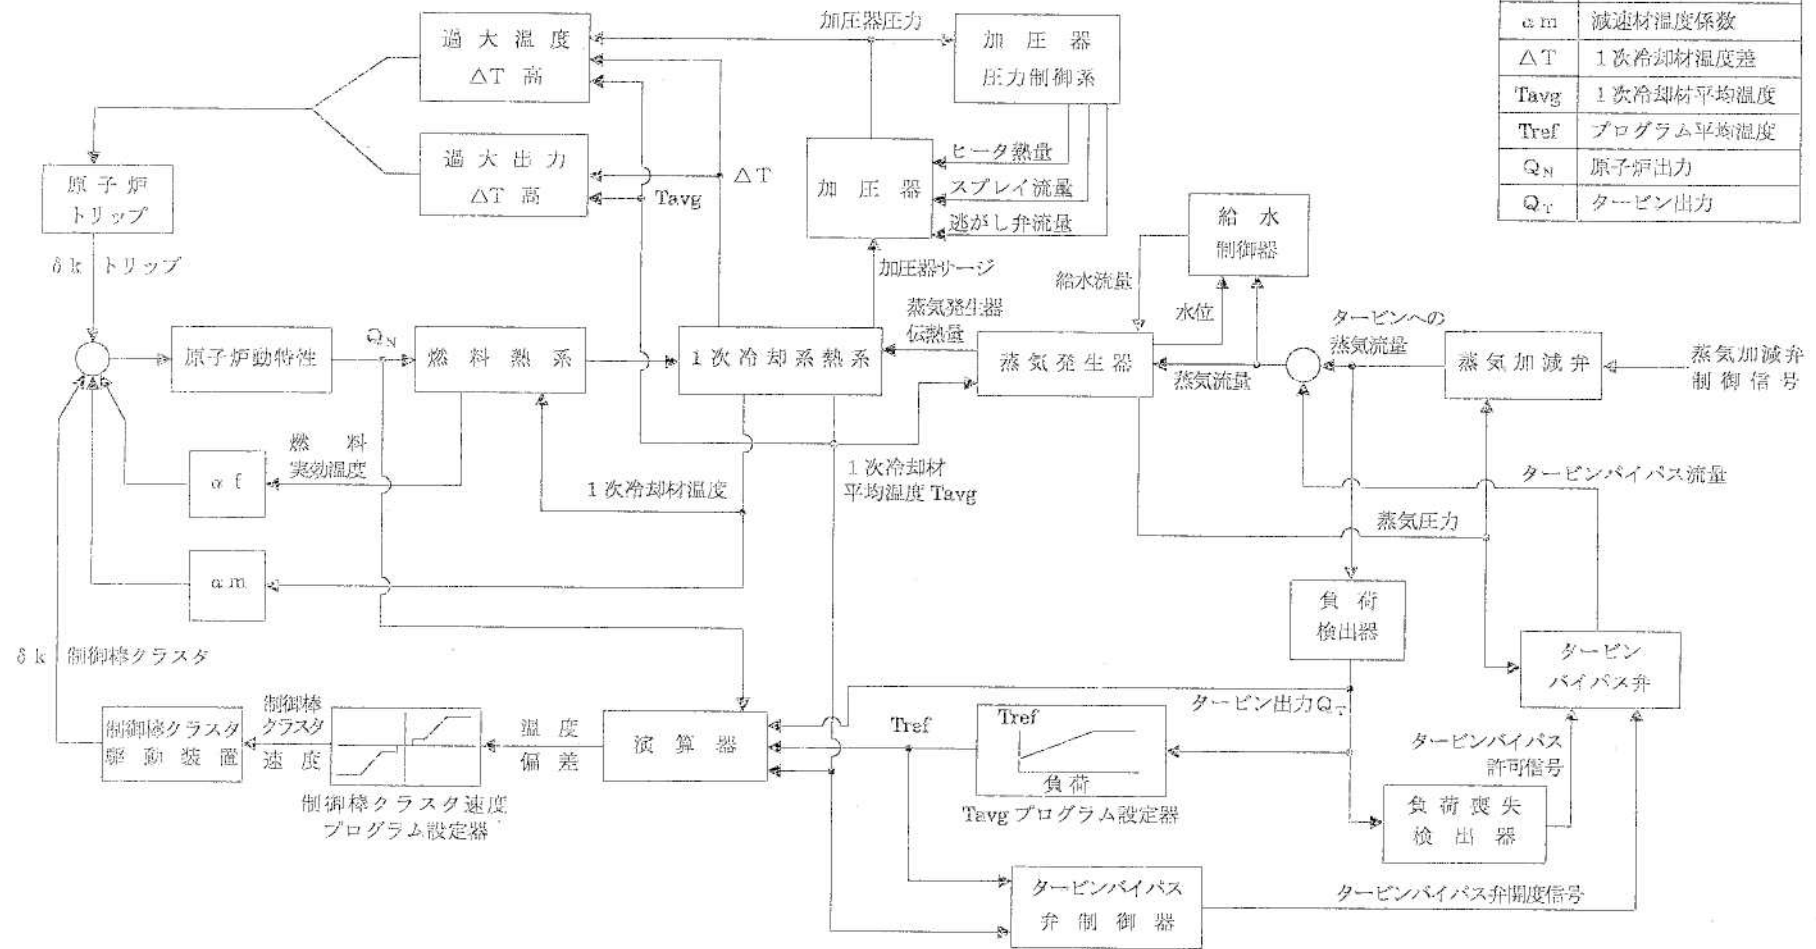 加圧器圧力
過大温度
△T 高
加圧器
圧力制御系
αm 減速材温度係数
△T 1次冷却材温度差
Tavg 1次冷却材平均温度
Tref プログラム平均温度
QN 原子炉出力
QT タービン出力
過大出力
△T 高
△T
Tavg
加圧器
ヒータ熱量
スプレイ流量
逃がし弁流量
原子炉
トリップ
給水
制御器
δk トリップ
加圧器サージ
給水流量
水位
蒸気発生器
伝熱量
タービンへの
蒸気流量
原子炉動特性
QN
燃料熱系
1次冷却系熱系
蒸気発生器
蒸気流量
蒸気加減弁
蒸気加減弁
制御信号
燃料
実効温度
αf
1次冷却材温度
1次冷却材
平均温度 Tavg
タービンバイパス流量
蒸気圧力
αm
負荷
検出器
タービン
バイパス弁
δk 制御棒クラスタ
制御棒クラスタ
駆動装置
制御棒
クラスタ
速度
制御棒クラスタ速度
プログラム設定器
温度
偏差
演算器
Tref
Tref
負荷
Tavg プログラム設定器
タービン出力QT
タービンバイパス
許可信号
負荷喪失
検出器
タービンバイパス
弁制御器
タービンバイパス弁開度信号